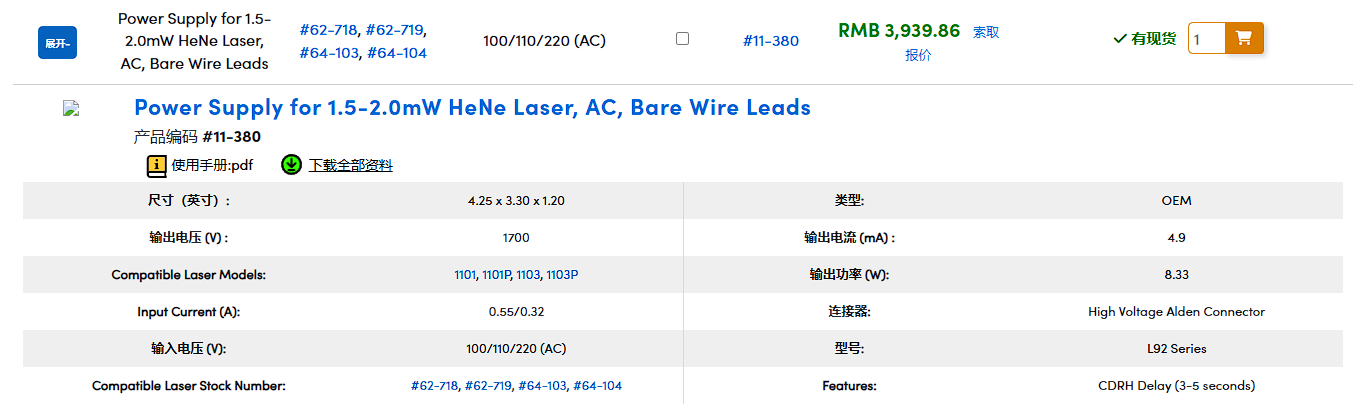 展开-
Power Supply for 1.5-
2.0mW HeNe Laser,
AC, Bare Wire Leads
#62-718, #62-719,
#64-103, #64-104
100/110/220 (AC)
#11-380
RMB 3,939.86 索取
报价
有现货
1
Power Supply for 1.5-2.0mW HeNe Laser, AC, Bare Wire Leads
产品编码 #11-380
使用手册:pdf 下载全部资料
尺寸（英寸）: 4.25 x 3.30 x 1.20 类型: OEM
输出电压 (V) : 1700 输出电流 (mA) : 4.9
Compatible Laser Models: 1101, 1101P, 1103, 1103P 输出功率 (W): 8.33
Input Current (A): 0.55/0.32 连接器: High Voltage Alden Connector
输入电压 (V): 100/110/220 (AC) 型号: L92 Series
Compatible Laser Stock Number: #62-718, #62-719, #64-103, #64-104 Features: CDRH Delay (3-5 seconds)